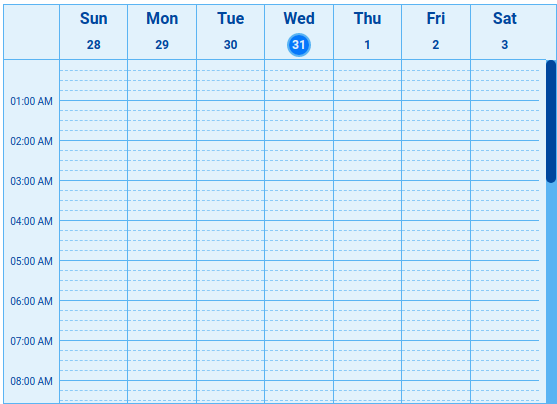 Sun Mon Tue Wed Thu Fri Sat
28 29 30 31 1 2 3
01:00 AM
02:00 AM
03:00 AM
04:00 AM
05:00 AM
06:00 AM
07:00 AM
08:00 AM